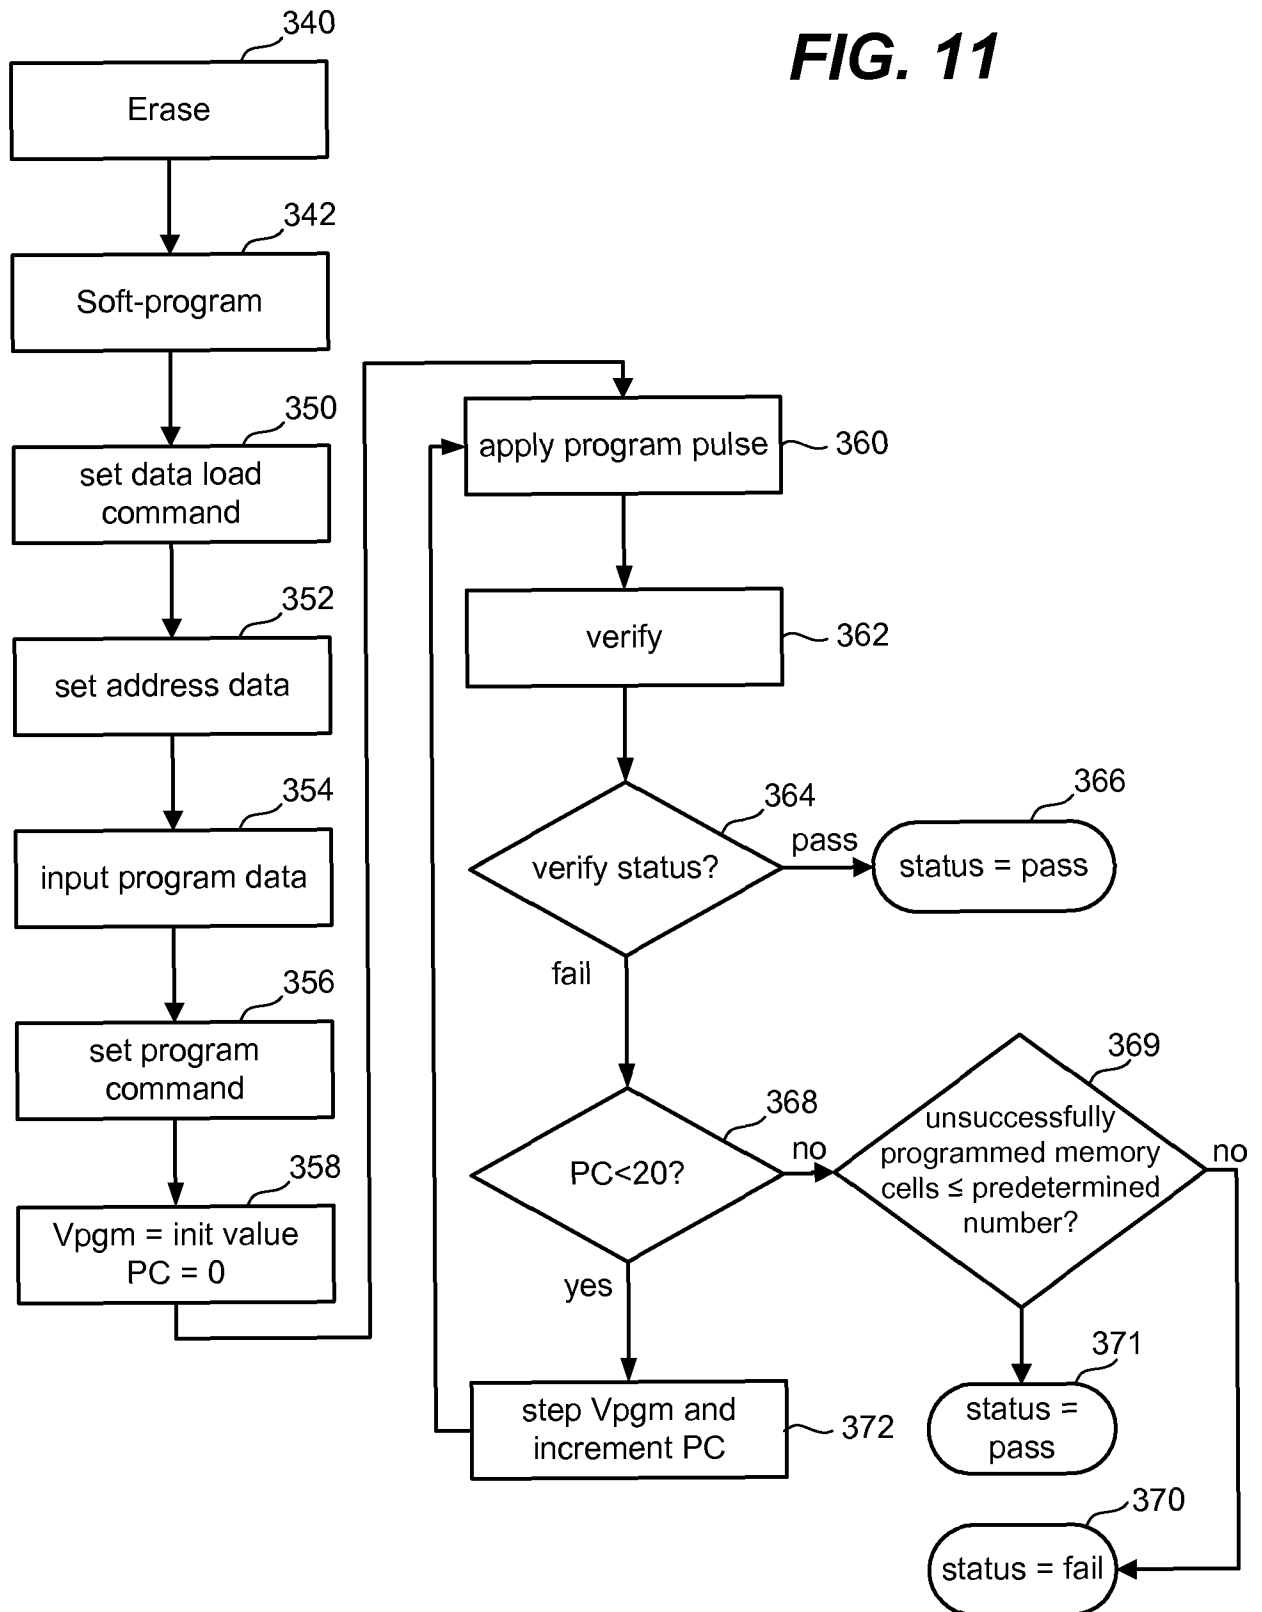 FIG. 11
340
Erase
342
Soft-program
350
set data load
command
352
set address data
354
input program data
356
set program
command
358
Vpgm = init value
PC = 0
apply program pulse
360
verify
362
364
verify status?
pass
366
status = pass
fail
368
PC<20?
no
369
unsuccessfully
programmed memory
cells ≤ predetermined
number?
no
yes
371
status =
pass
step Vpgm and
increment PC
372
370
status = fail